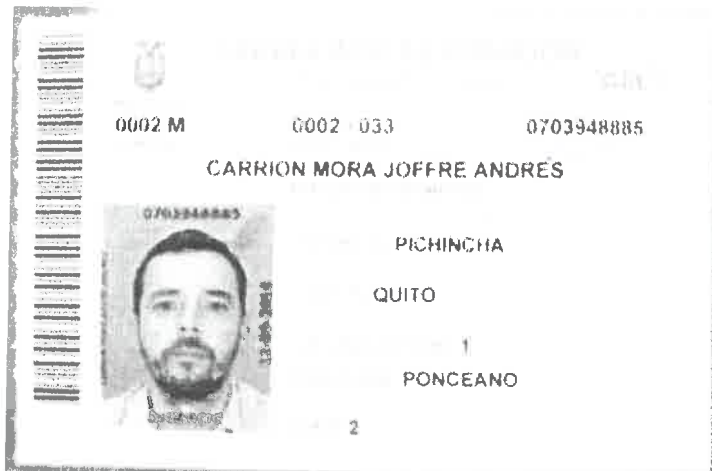 0002 M 0002 - 033 0703948885
CARRION MORA JOFFRE ANDRES
0703948885
PICHINCHA
QUITO
1
PONCEANO
2